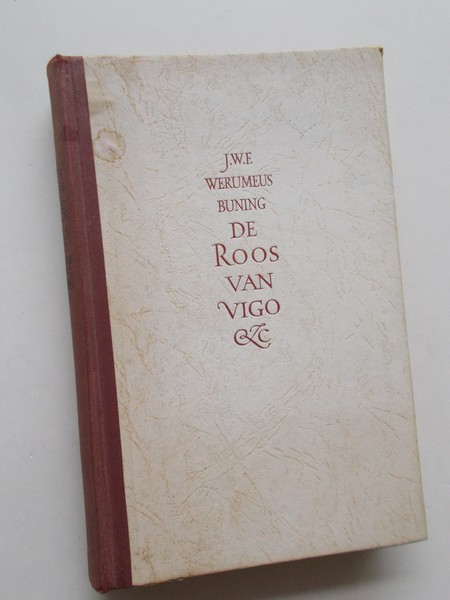 J.W.F.
WERUMEUS
BUNING
DE
ROOS
VAN
VIGO
&c